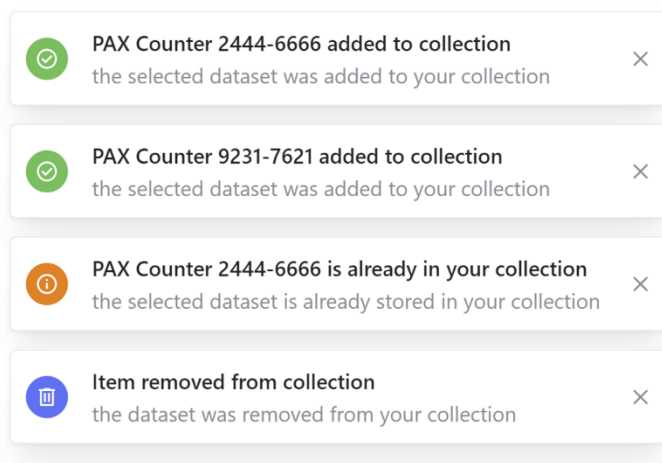 PAX Counter 2444-6666 added to collection
the selected dataset was added to your collection
PAX Counter 9231-7621 added to collection
the selected dataset was added to your collection
PAX Counter 2444-6666 is already in your collection
the selected dataset is already stored in your collection
Item removed from collection
the dataset was removed from your collection